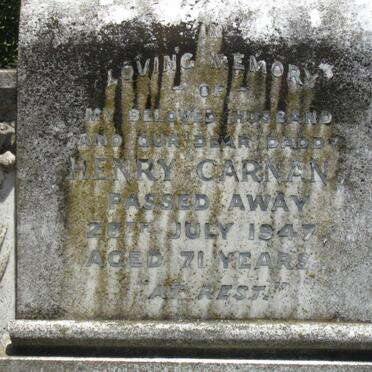 IN
LOVING MEMORY
- OF -
MY BELOVED HUSBAND
AND OUR DEAR DADDY
HENRY CARNAN
PASSED AWAY
28TH JULY 1947
AGED 71 YEARS
"AT REST."